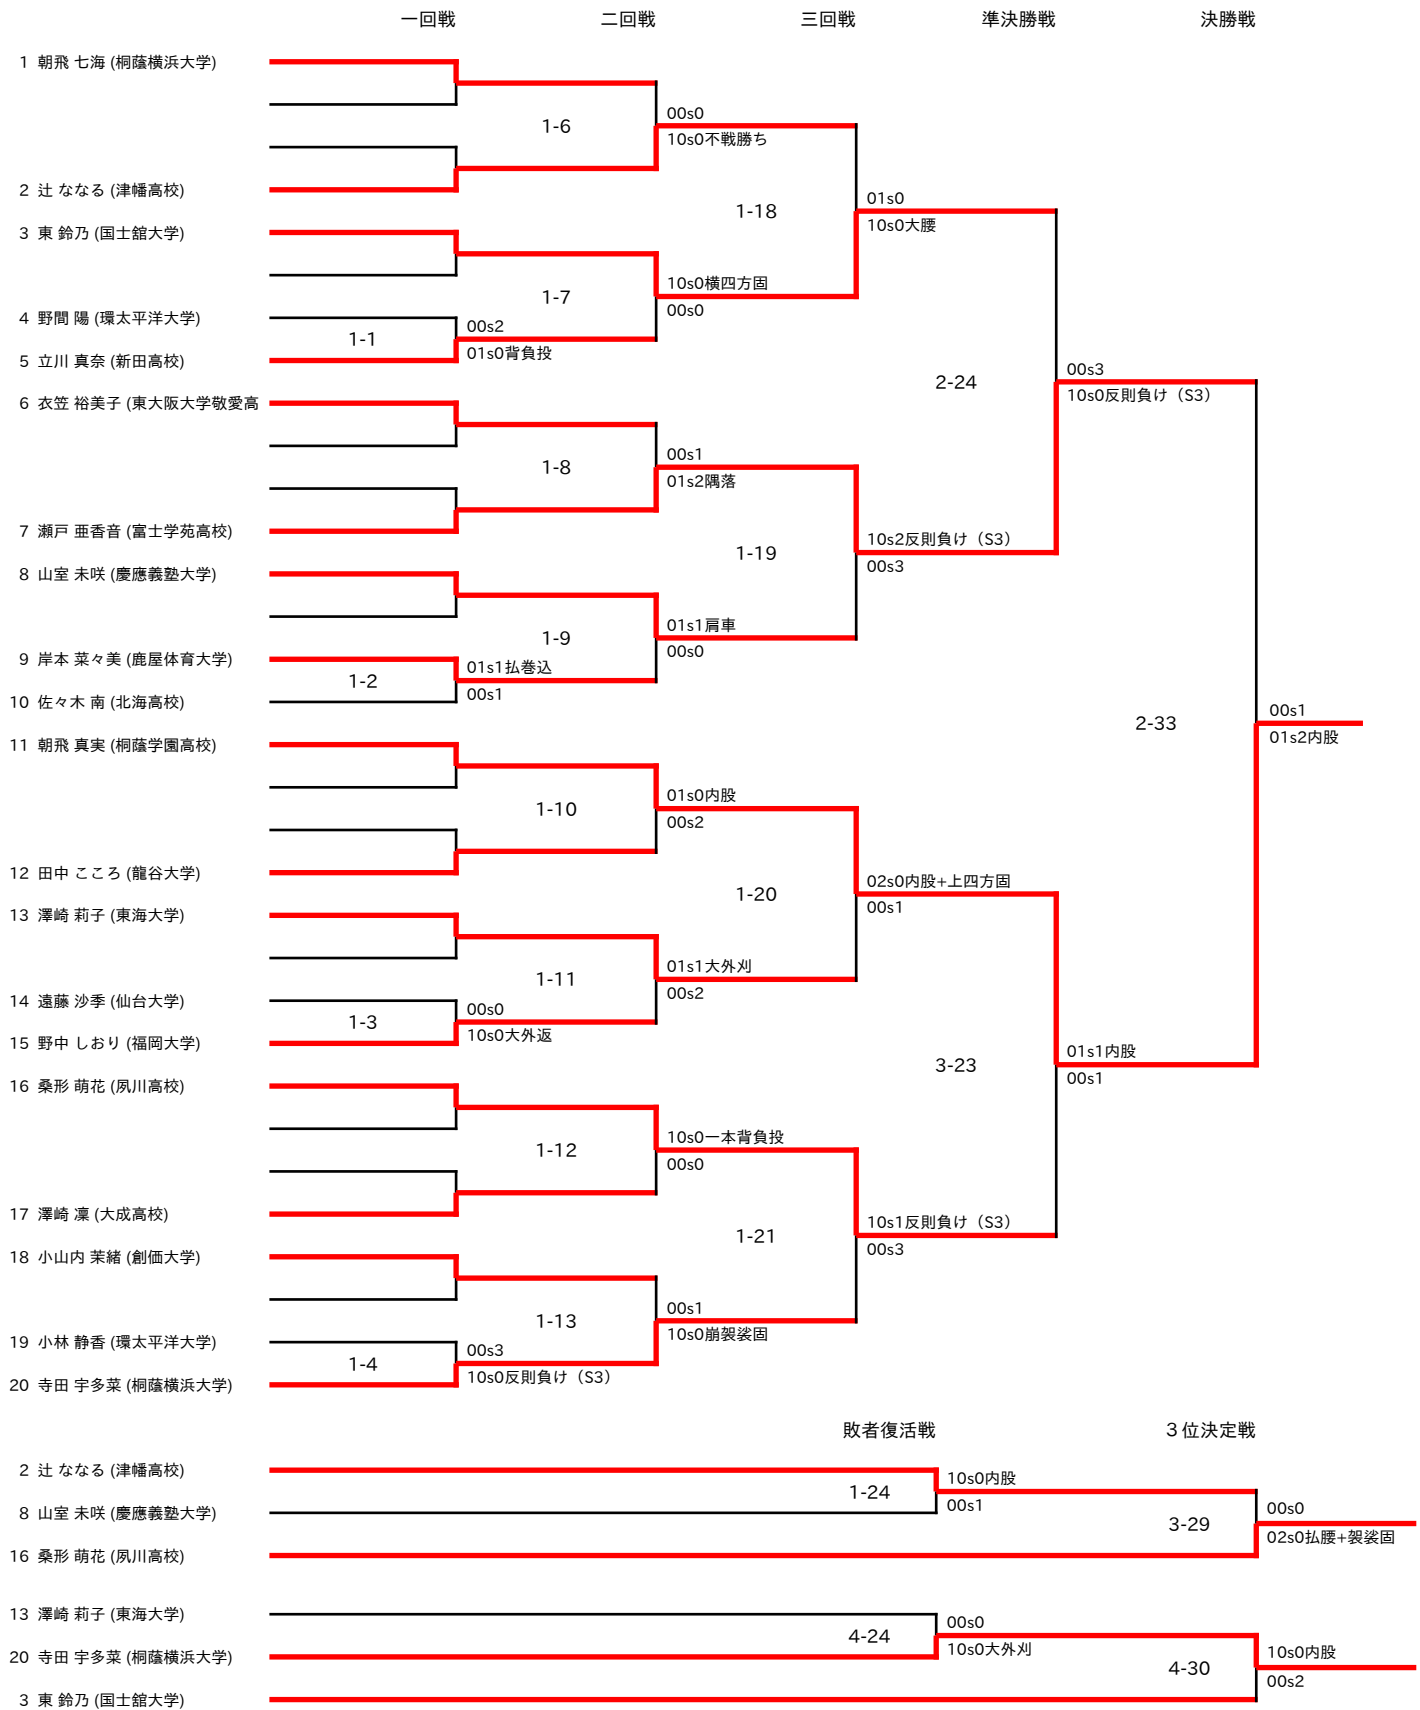 一回戦 二回戦 三回戦 準決勝戦 決勝戦
1 朝飛 七海 (桐蔭横浜大学)
00s0
1-6
10s0不戦勝ち
2 辻 ななる (津幡高校)
01s0
1-18
10s0大腰
3 東 鈴乃 (国士舘大学)
10s0横四方固
1-7
00s0
4 野間 陽 (環太平洋大学)
00s2
1-1
01s0背負投
5 立川 真奈 (新田高校)
00s3
2-24
10s0反則負け（S3）
6 衣笠 裕美子 (東大阪大学敬愛高
00s1
1-8
01s2隅落
7 瀬戸 亜香音 (富士学苑高校)
10s2反則負け（S3）
1-19
00s3
8 山室 未咲 (慶應義塾大学)
01s1肩車
1-9
00s0
9 岸本 菜々美 (鹿屋体育大学)
01s1払巻込
1-2
00s1
10 佐々木 南 (北海高校)
00s1
2-33
01s2内股
11 朝飛 真実 (桐蔭学園高校)
01s0内股
1-10
00s2
12 田中 こころ (龍谷大学)
02s0内股+上四方固
1-20
00s1
13 澤崎 莉子 (東海大学)
01s1大外刈
1-11
00s2
14 遠藤 沙季 (仙台大学)
00s0
1-3
10s0大外返
15 野中 しおり (福岡大学)
01s1内股
3-23
00s1
16 桑形 萌花 (夙川高校)
10s0一本背負投
1-12
00s0
17 澤崎 凜 (大成高校)
10s1反則負け（S3）
1-21
00s3
18 小山内 茉緒 (創価大学)
00s1
1-13
10s0崩袈裟固
19 小林 静香 (環太平洋大学)
00s3
1-4
10s0反則負け（S3）
20 寺田 宇多菜 (桐蔭横浜大学)
敗者復活戦 ３位決定戦
2 辻 ななる (津幡高校)
10s0内股
1-24
00s1
8 山室 未咲 (慶應義塾大学)
00s0
3-29
02s0払腰+袈裟固
16 桑形 萌花 (夙川高校)
13 澤崎 莉子 (東海大学)
00s0
4-24
10s0大外刈
20 寺田 宇多菜 (桐蔭横浜大学)
10s0内股
4-30
00s2
3 東 鈴乃 (国士舘大学)